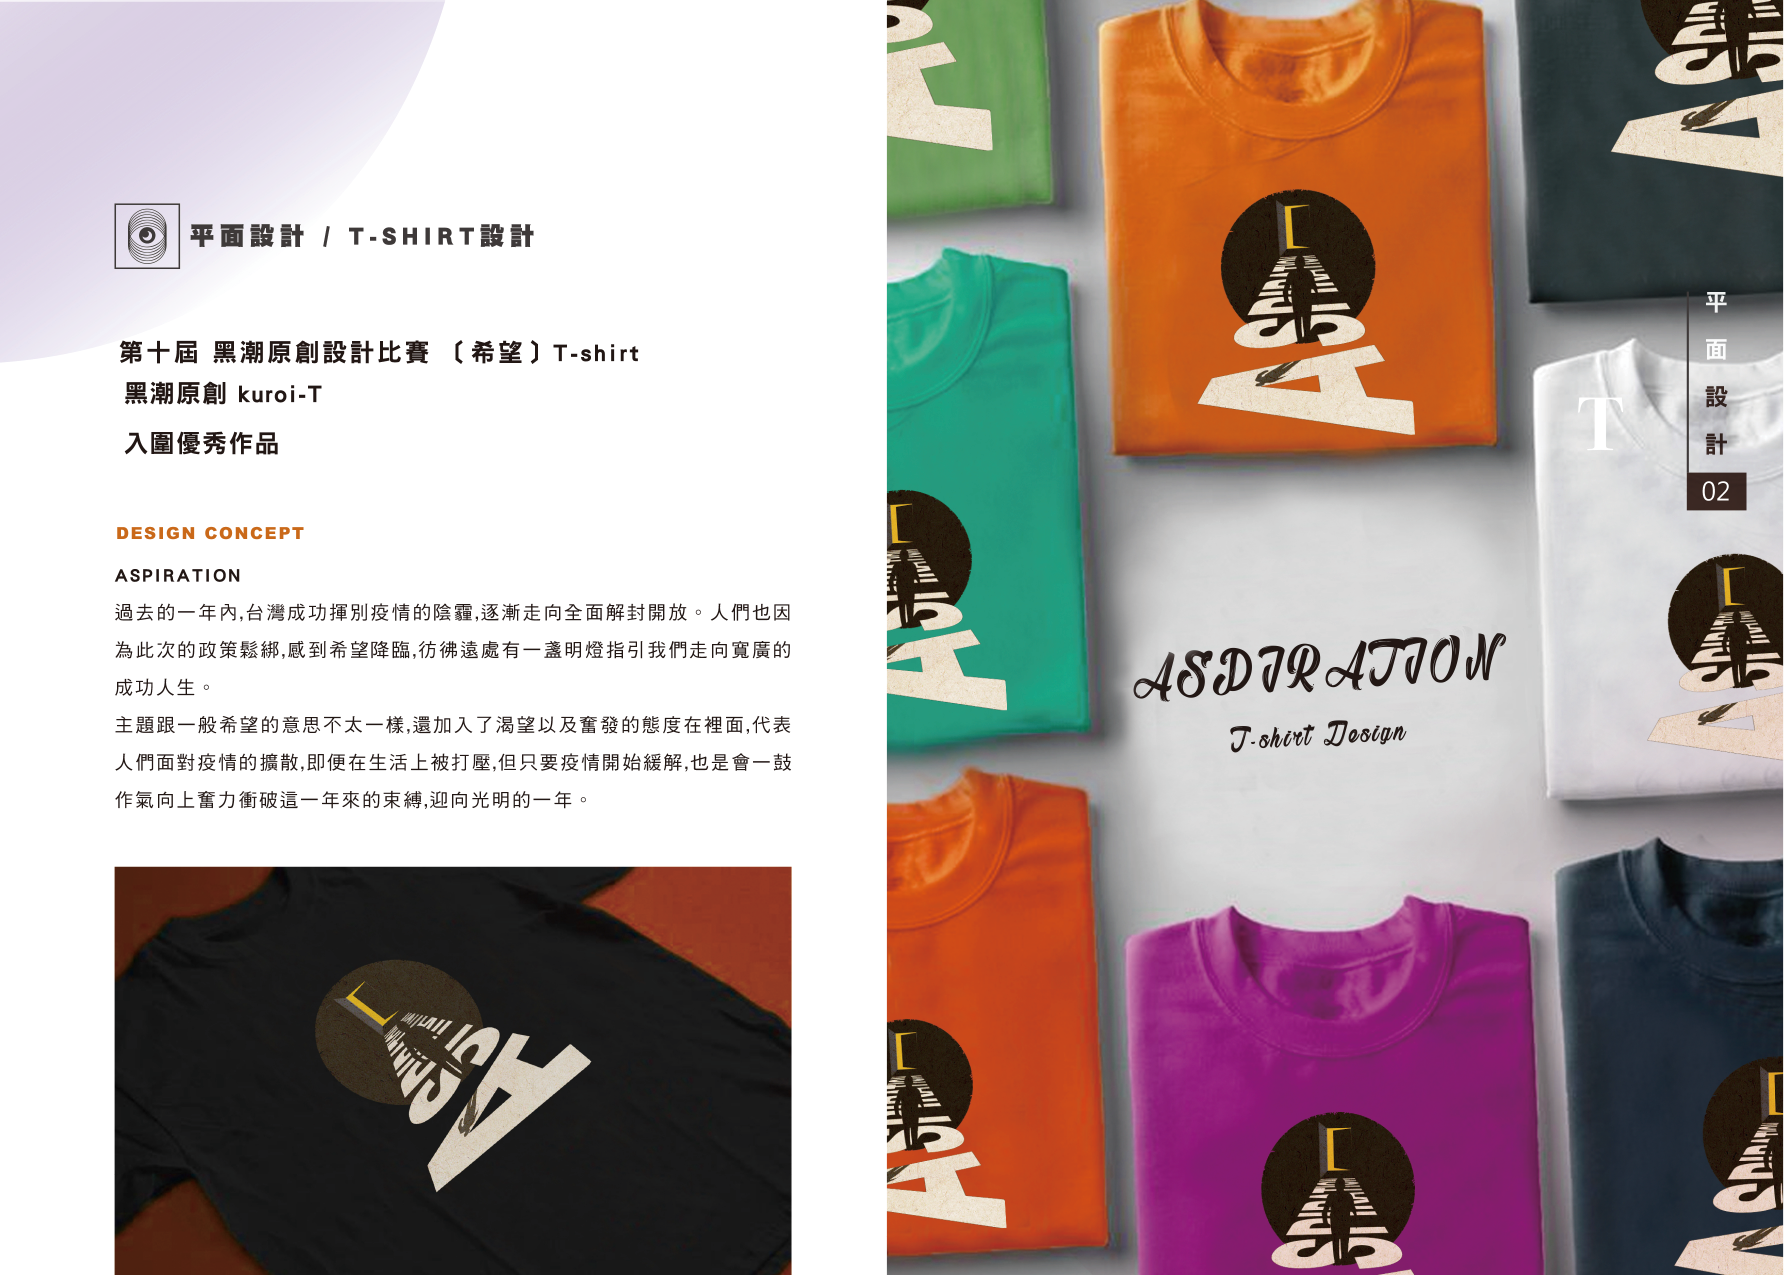 平面設計 / T-SHIRT設計
第十屆 黑潮原創設計比賽 〔希望〕T-shirt
黑潮原創 kuroi-T
入圍優秀作品
DESIGN CONCEPT
ASPIRATION
過去的一年內,台灣成功揮別疫情的陰霾,逐漸走向全面解封開放。人們也因
為此次的政策鬆綁,感到希望降臨,彷彿遠處有一盞明燈指引我們走向寬廣的
成功人生。
主題跟一般希望的意思不太一樣,還加入了渴望以及奮發的態度在裡面,代表
人們面對疫情的擴散,即便在生活上被打壓,但只要疫情開始緩解,也是會一鼓
作氣向上奮力衝破這一年來的束縛,迎向光明的一年。
ASDIRATION
T-shirt Design
T
平面設計
02